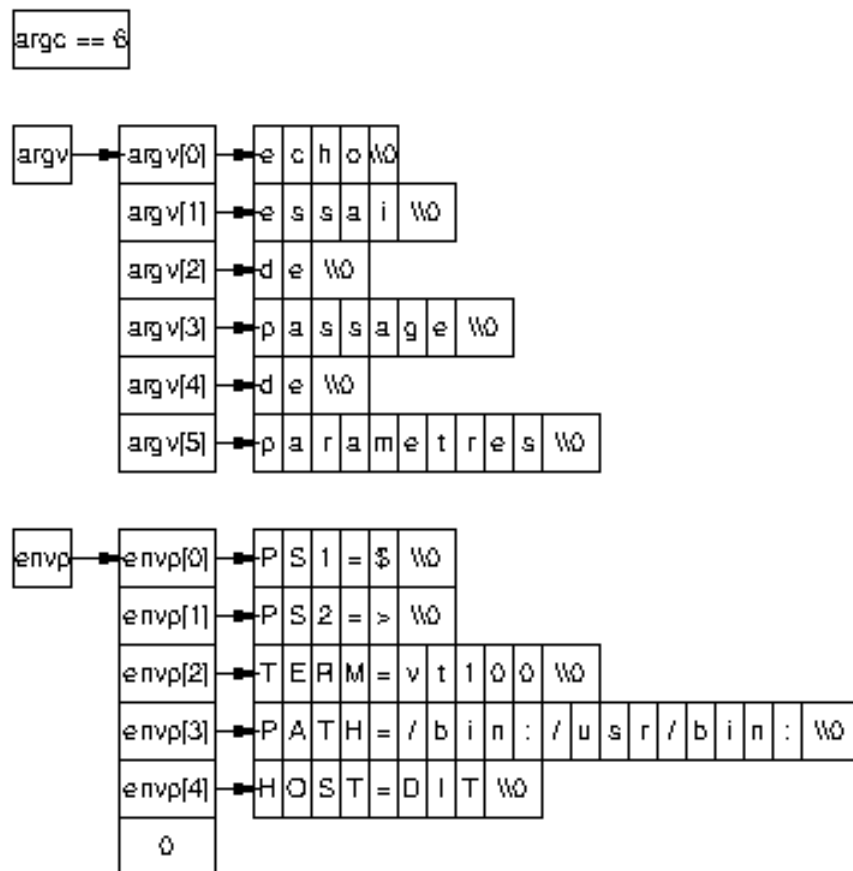 argc == 6
argv argv[0] e c h o \\0
argv[1] e s s a i \\0
argv[2] d e \\0
argv[3] p a s s a g e \\0
argv[4] d e \\0
argv[5] p a r a m e t r e s \\0
envp envp[0] P S 1 = $ \\0
envp[1] P S 2 = > \\0
envp[2] T E R M = v t 1 0 0 \\0
envp[3] P A T H = / b i n : / u s r / b i n : \\0
envp[4] H O S T = D I T \\0
0